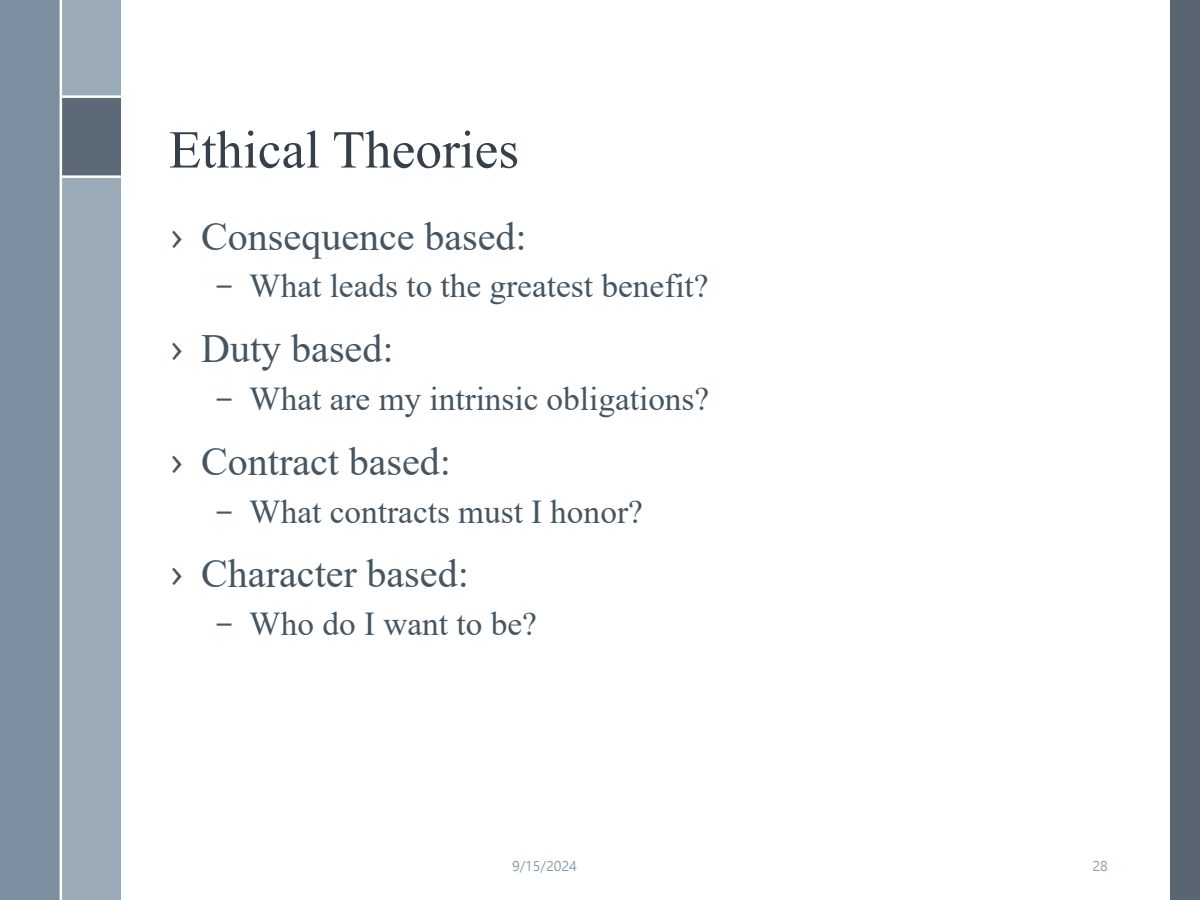 Ethical Theories
› Consequence based:
– What leads to the greatest benefit?
› Duty based:
– What are my intrinsic obligations?
› Contract based:
– What contracts must I honor?
› Character based:
– Who do I want to be?
9/15/2024
28